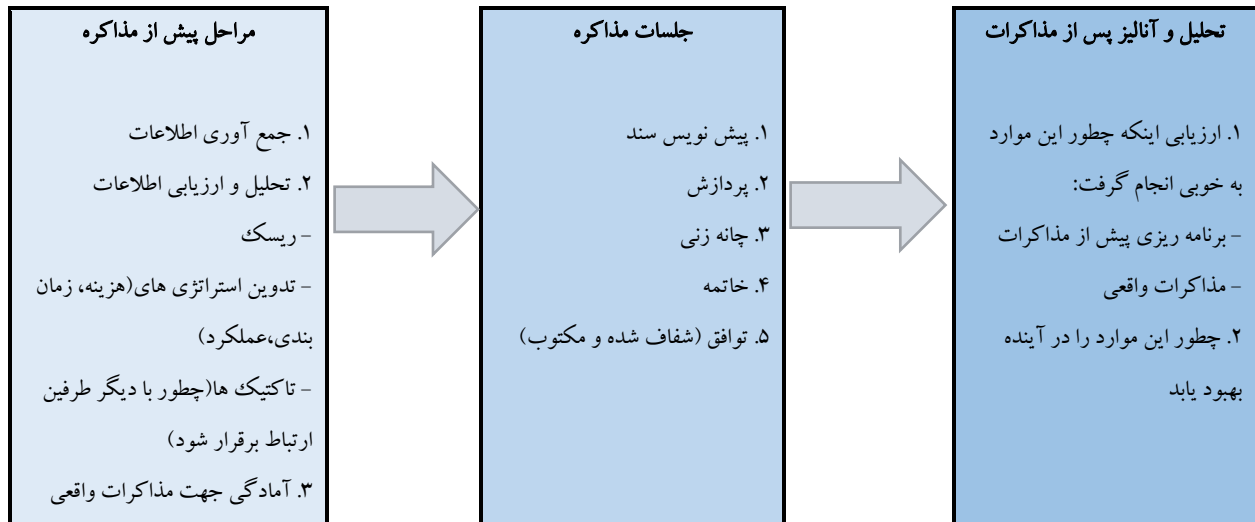 مراحل پیش از مذاکره
۱. جمع آوری اطلاعات
۲. تحلیل و ارزیابی اطلاعات
- ریسک
- تدوین استراتژی های(هزینه، زمان
بندی،عملکرد)
- تاکتیک ها(چطور با دیگر طرفین
ارتباط برقرار شود)
۳. آمادگی جهت مذاکرات واقعی
جلسات مذاکره
۱. پیش نویس سند
۲. پردازش
۳. چانه زنی
۴. خاتمه
۵. توافق (شفاف شده و مکتوب)
تحلیل و آنالیز پس از مذاکرات
۱. ارزیابی اینکه چطور این موارد
به خوبی انجام گرفت:
- برنامه ریزی پیش از مذاکرات
- مذاکرات واقعی
۲. چطور این موارد را در آینده
بهبود یابد